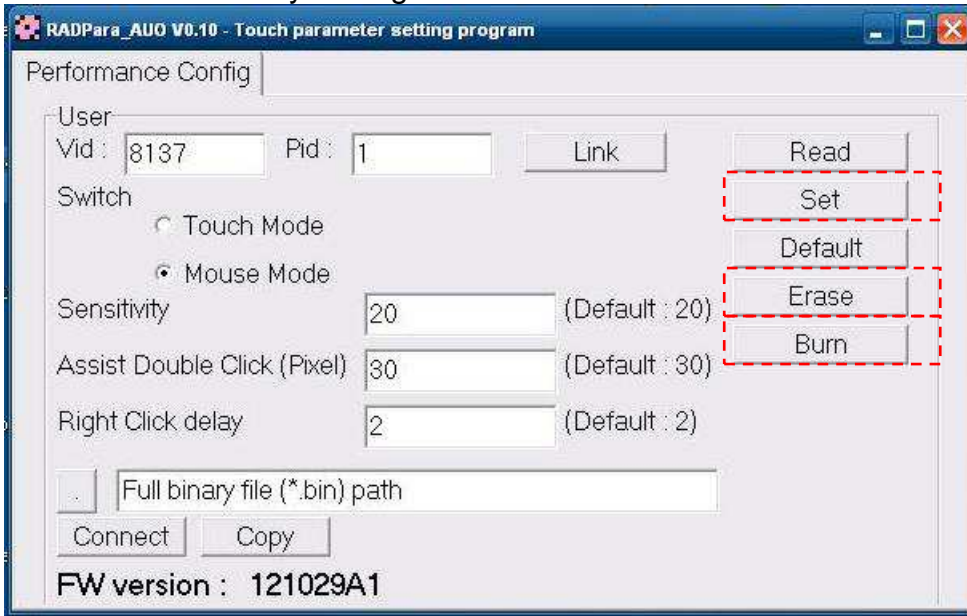 RADPara_AUO V0.10 - Touch parameter setting program
Performance Config
User
Vid : 8137 Pid : 1 Link Read
Switch Set
Touch Mode
Default
Mouse Mode
Sensitivity 20 (Default : 20) Erase
Assist Double Click (Pixel) 30 (Default : 30) Burn
Right Click delay 2 (Default : 2)
. Full binary file (*.bin) path
Connect Copy
FW version : 121029A1